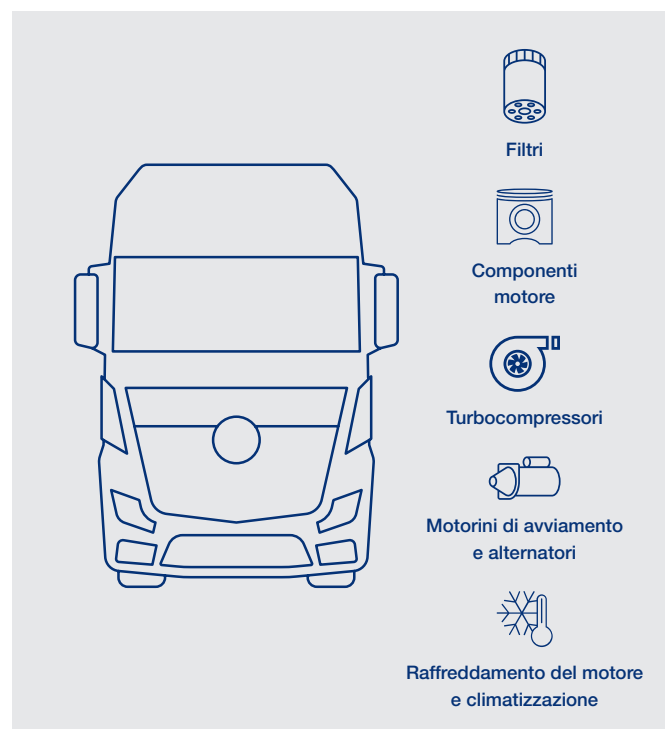 Filtri
Componenti
motore
Turbocompressori
Motorini di avviamento
e alternatori
Raffreddamento del motore
e climatizzazione